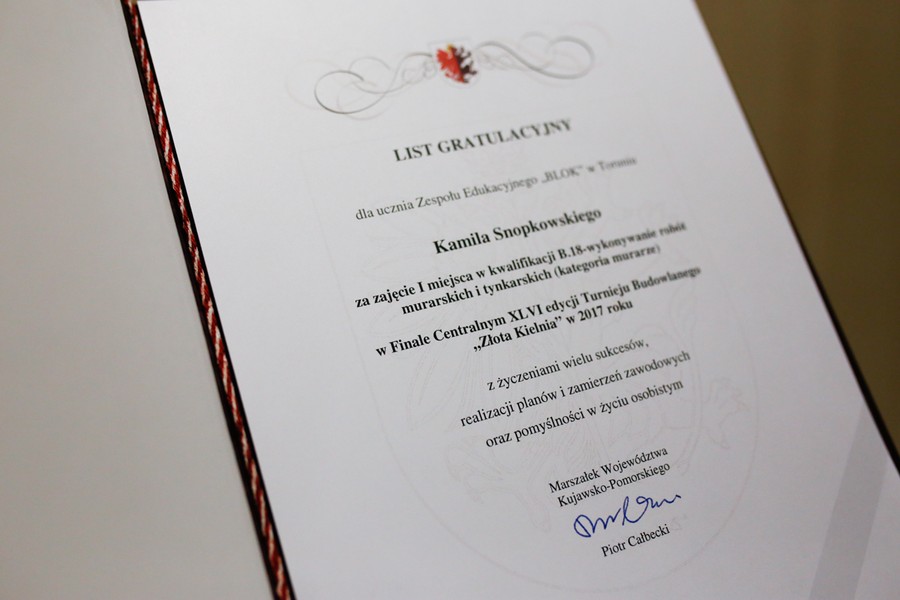 LIST GRATULACYJNY
dla ucznia Zespołu Edukacyjnego „BLOK” w Toruniu
Kamila Snopkowskiego
za zajęcie I miejsca w kwalifikacji B.18-wykonywanie robót
murarskich i tynkarskich (kategoria murarze)
w Finale Centralnym XLVI edycji Turnieju Budowlanego
„Złota Kielnia” w 2017 roku
z życzeniami wielu sukcesów,
realizacji planów i zamierzeń zawodowych
oraz pomyślności w życiu osobistym
Marszałek Województwa
Kujawsko-Pomorskiego
Piotr Całbecki